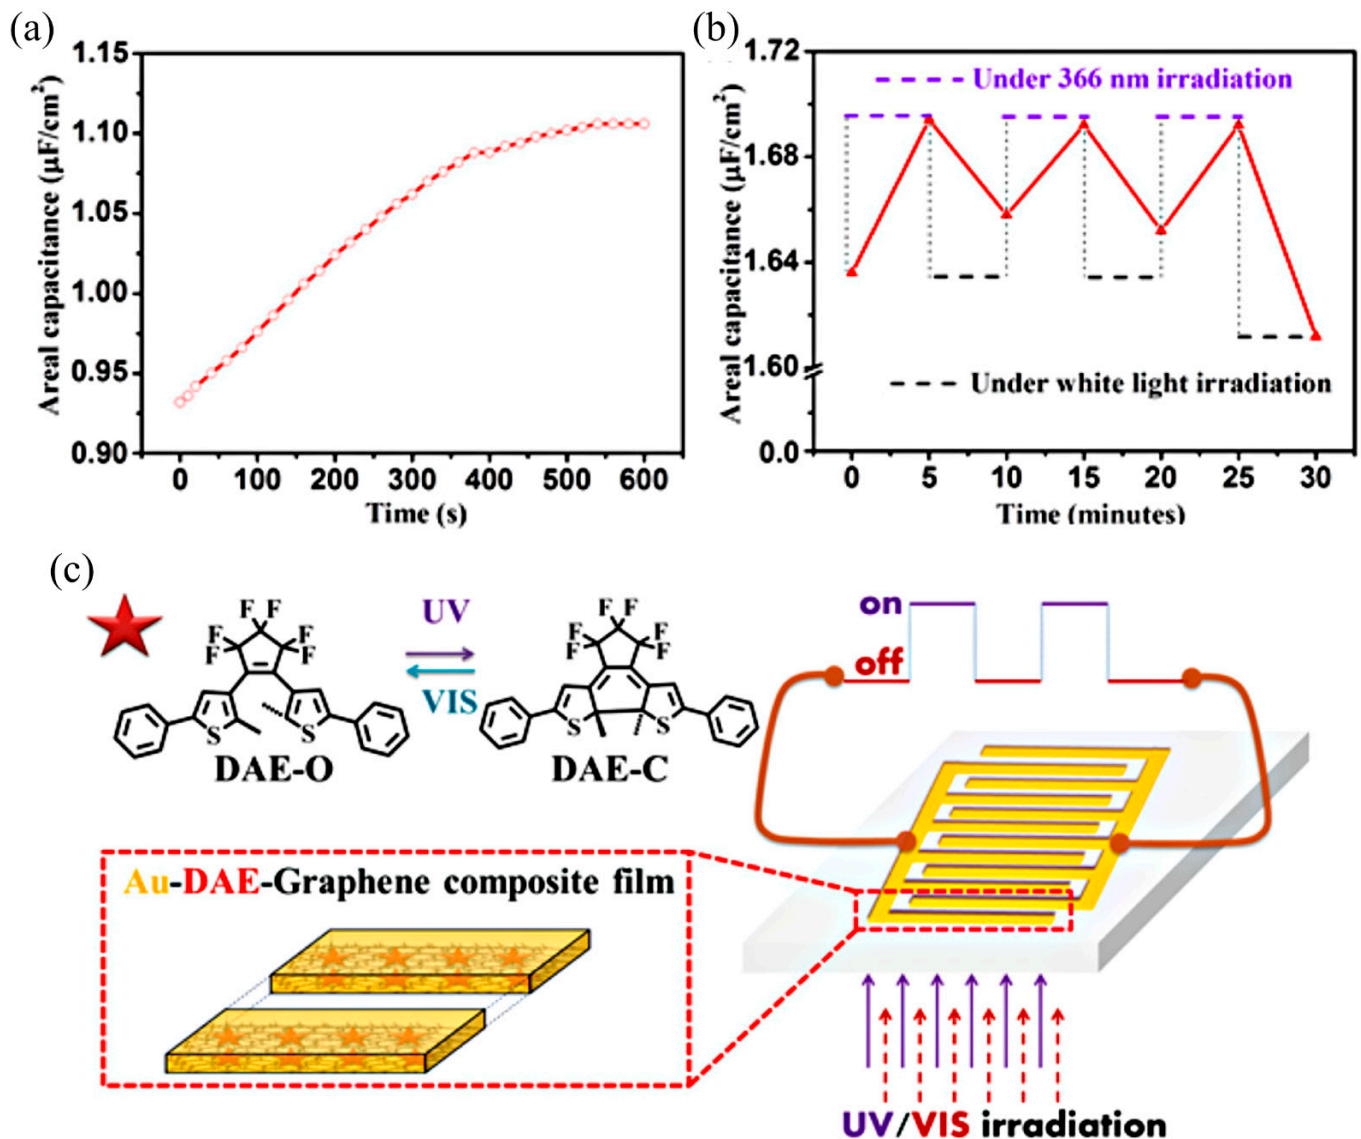 (a)
1.15
1.10
1.05
1.00
0.95
0.90
Areal capacitance (µF/cm²)
0 100 200 300 400 500 600
Time (s)
(b)
1.72
1.68
1.64
1.60
0.0
Areal capacitance (µF/cm²)
Under 366 nm irradiation
Under white light irradiation
0 5 10 15 20 25 30
Time (minutes)
(c)
F F
F F
F F
S S
DAE-O
UV
VIS
F F
F F
F F
S S
DAE-C
on
off
Au-DAE-Graphene composite film
UV/VIS irradiation